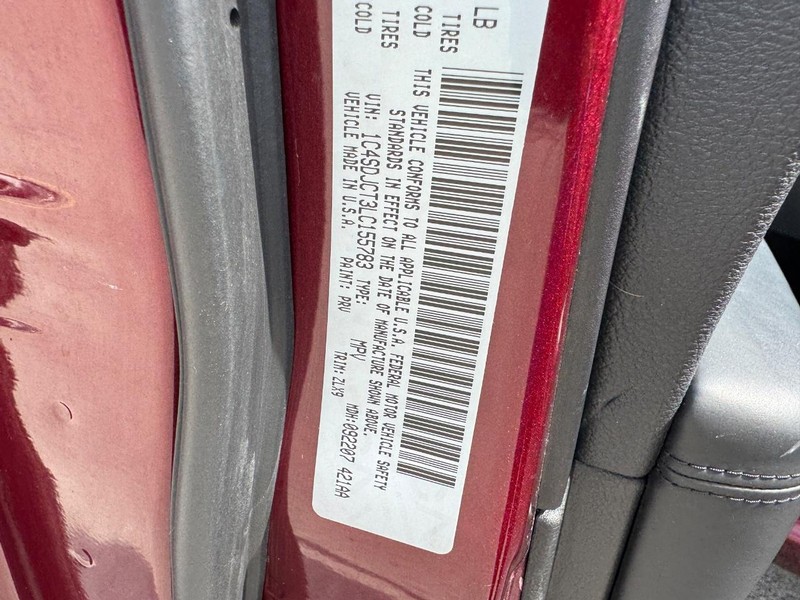 LB
TIRES COLD
TIRES COLD
THIS VEHICLE CONFORMS TO ALL APPLICABLE U.S.A. FEDERAL MOTOR VEHICLE SAFETY
STANDARDS IN EFFECT ON THE DATE OF MANUFACTURE SHOWN ABOVE.
VIN: 1C4SDJCT3LC155783 TYPE: MPV MDH:092207 421AA
VEHICLE MADE IN U.S.A. PAINT: PRV TRIM: ZLX9